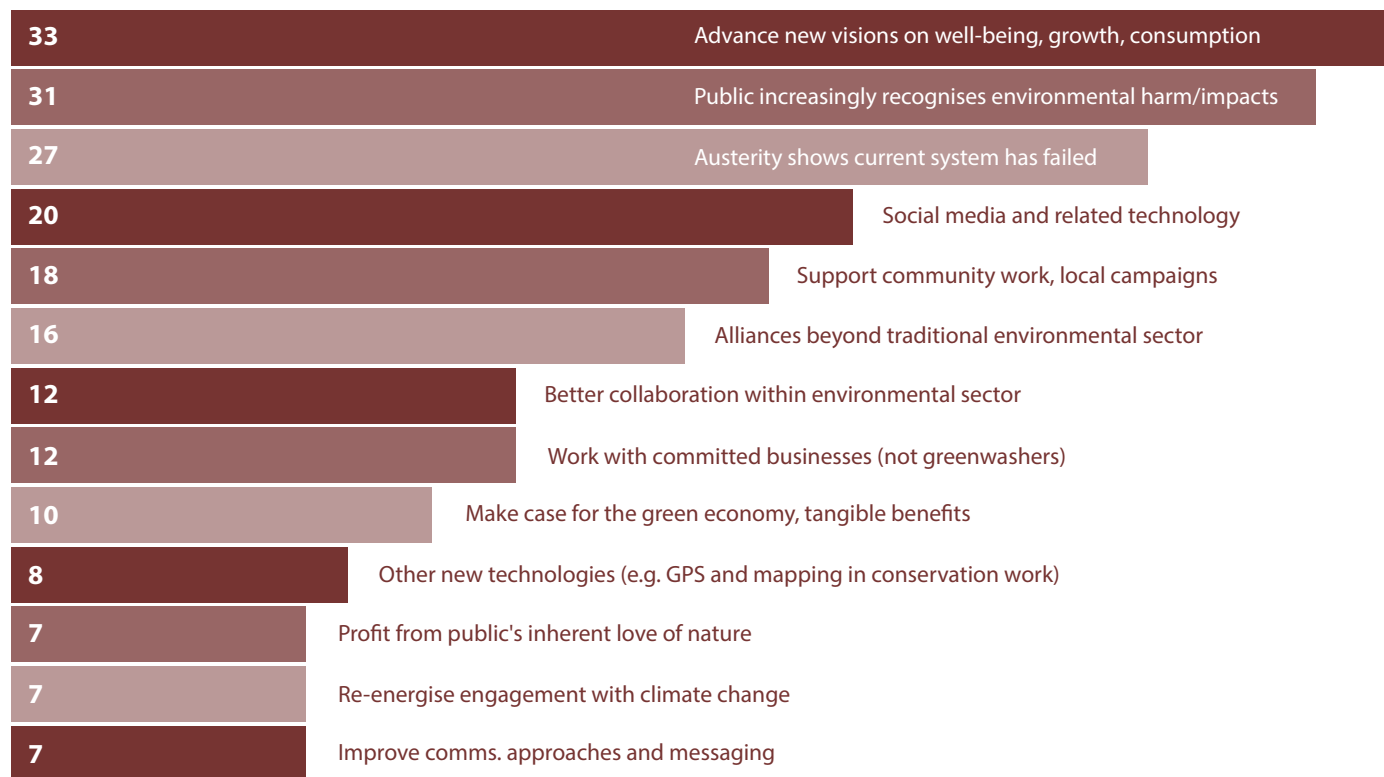 33 Advance new visions on well-being, growth, consumption
31 Public increasingly recognises environmental harm/impacts
27 Austerity shows current system has failed
20 Social media and related technology
18 Support community work, local campaigns
16 Alliances beyond traditional environmental sector
12 Better collaboration within environmental sector
12 Work with committed businesses (not greenwashers)
10 Make case for the green economy, tangible benefits
8 Other new technologies (e.g. GPS and mapping in conservation work)
7 Profit from public's inherent love of nature
7 Re-energise engagement with climate change
7 Improve comms. approaches and messaging